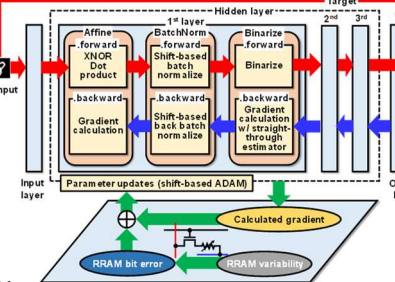 Target
Hidden layer
1st layer
2nd
3rd
Affine
BatchNorm
Binarize
.forward
.forward
.forward
XNOR
Dot
product
Shift-based
batch
normalize
Binarize
.backward
.backward
.backward
Gradient
calculation
Shift-based
back batch
normalize
Gradient
calculation
w/ straight-
through
estimator
Input
layer
Parameter updates (shift-based ADAM)
Calculated gradient
RRAM bit error
RRAM variability